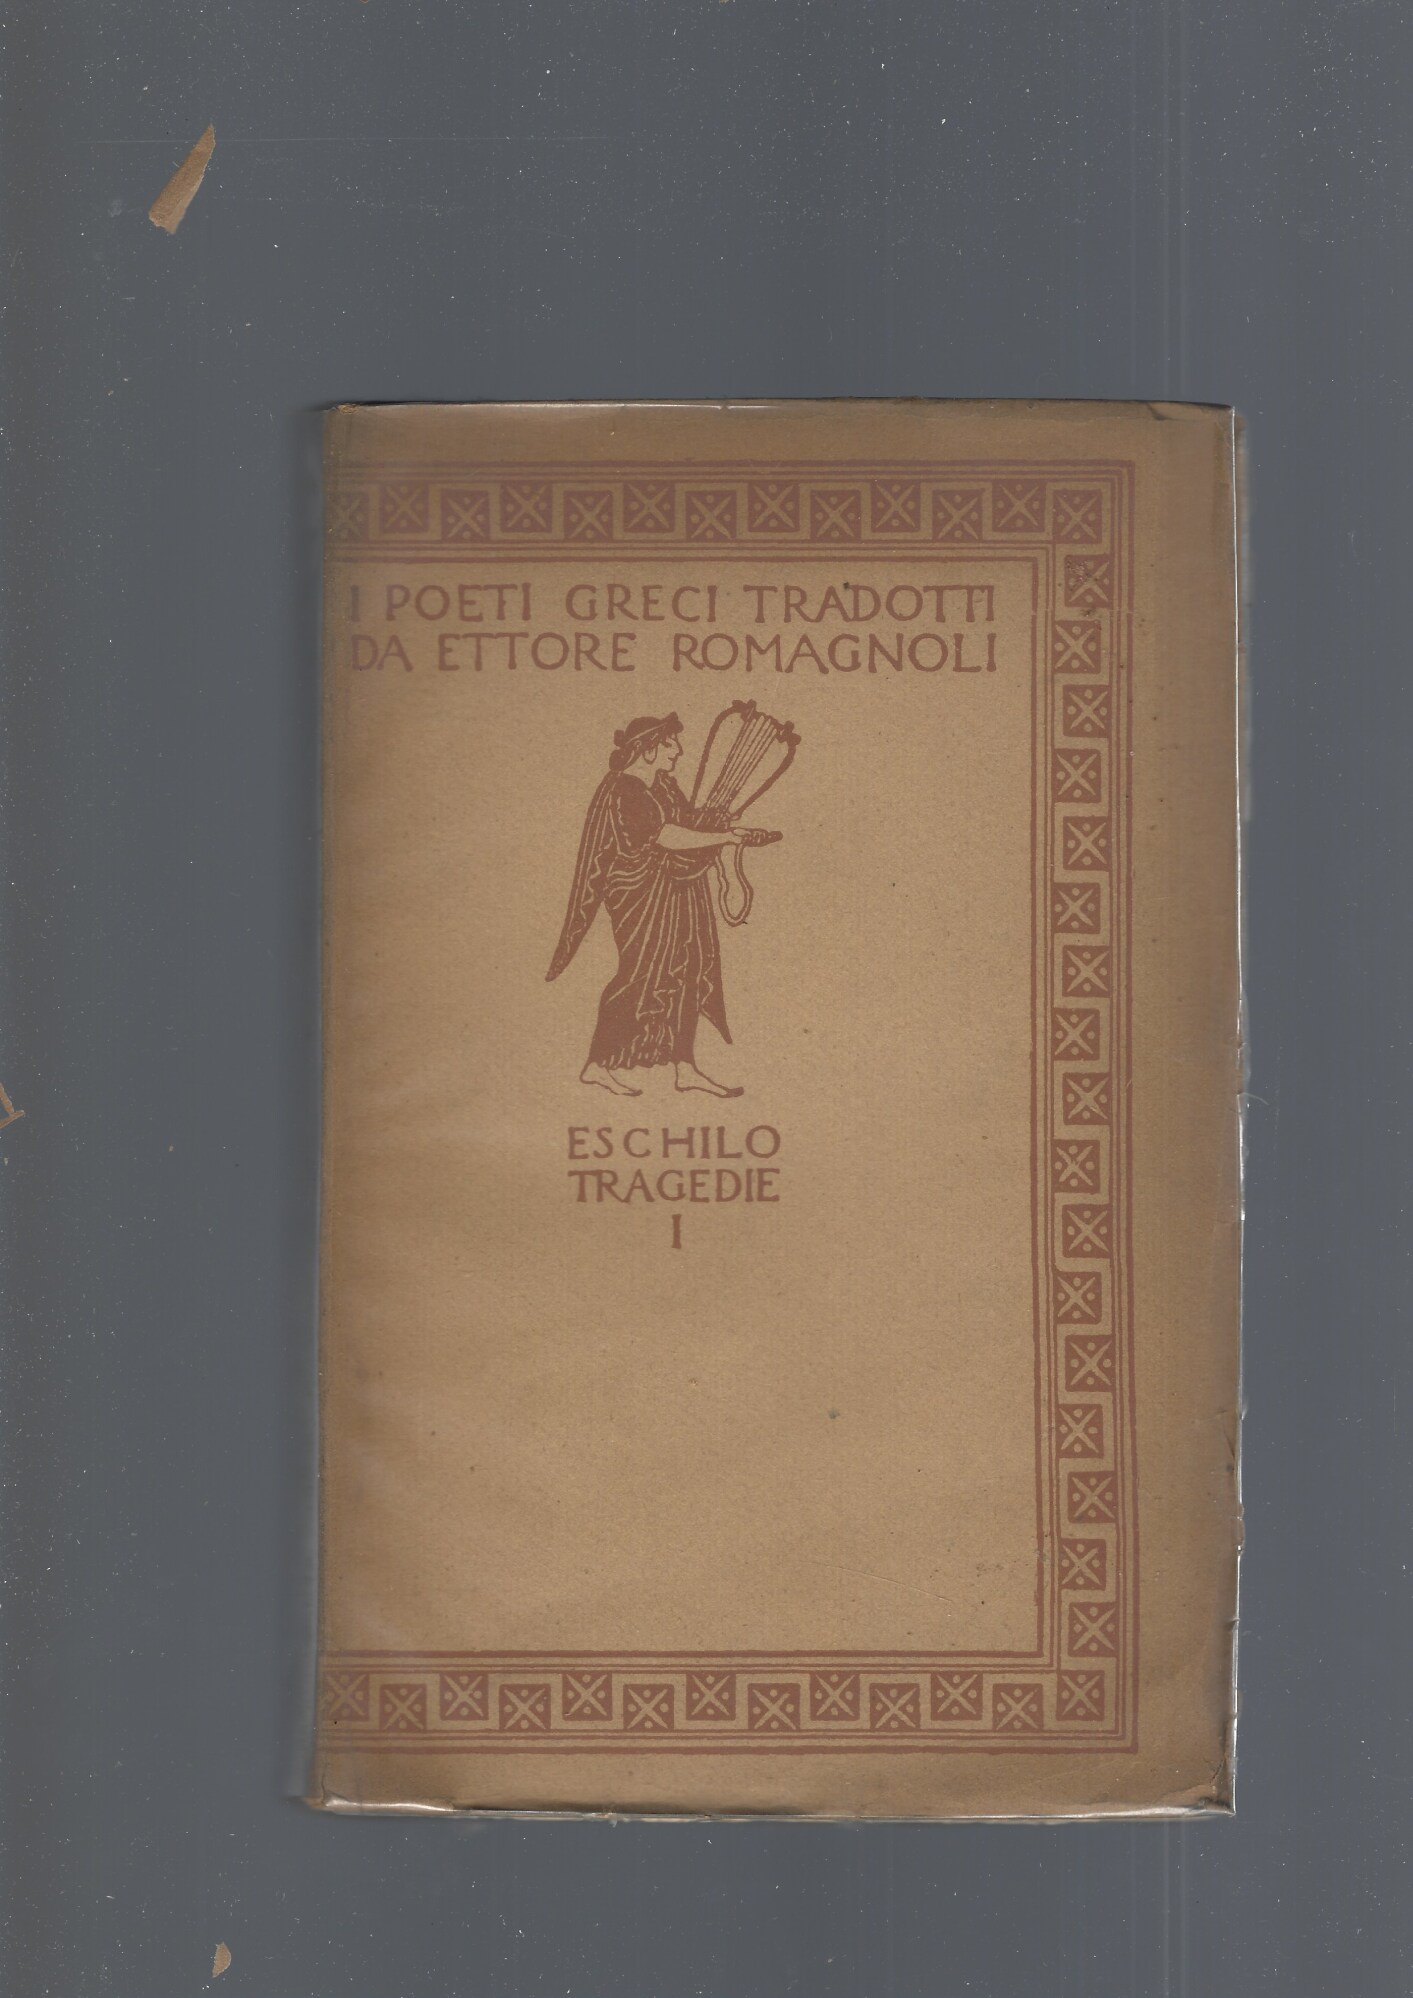 I POETI GRECI TRADOTTI
DA ETTORE ROMAGNOLI
ESCHILO
TRAGEDIE
I